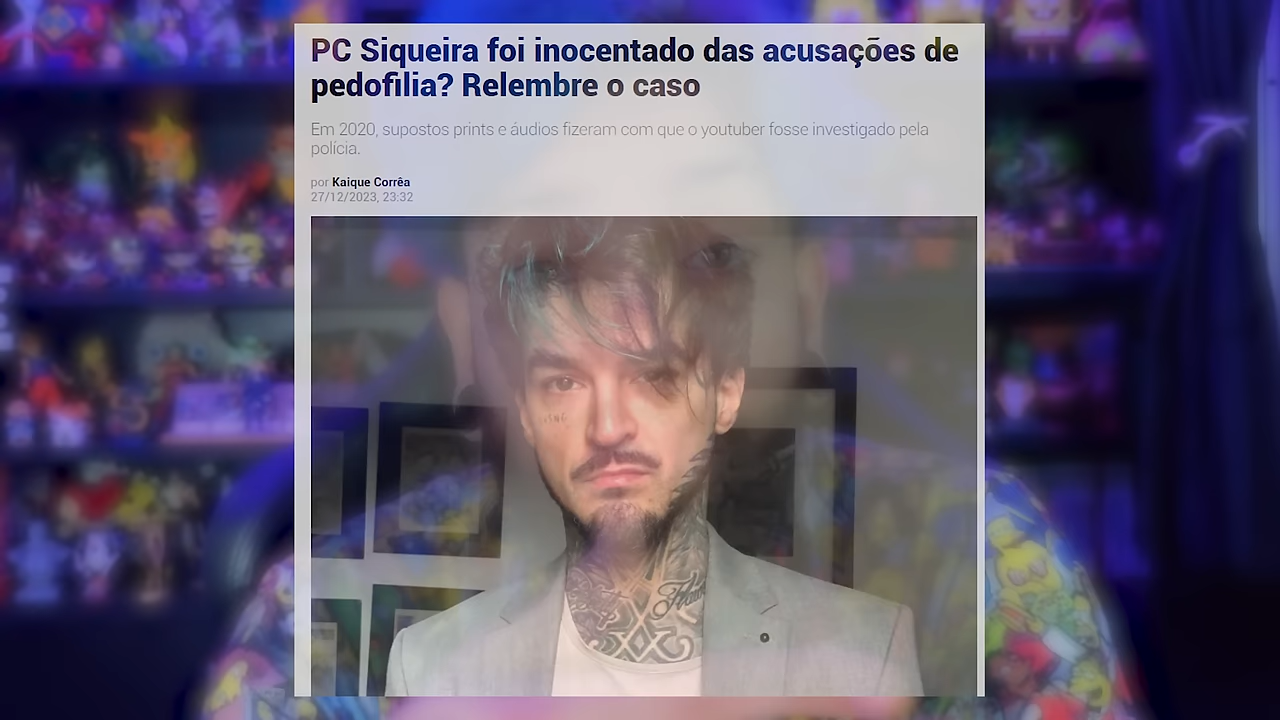 PC Siqueira foi inocentado das acusações de
pedofilia? Relembre o caso
Em 2020, supostos prints e áudios fizeram com que o youtuber fosse investigado pela
polícia.
por Kaique Corrêa
27/12/2023, 23:32